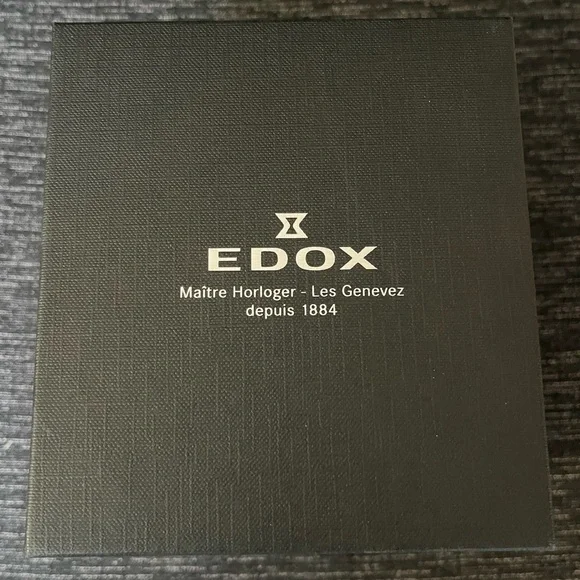 EDOX
Maître Horloger - Les Genevez
depuis 1884